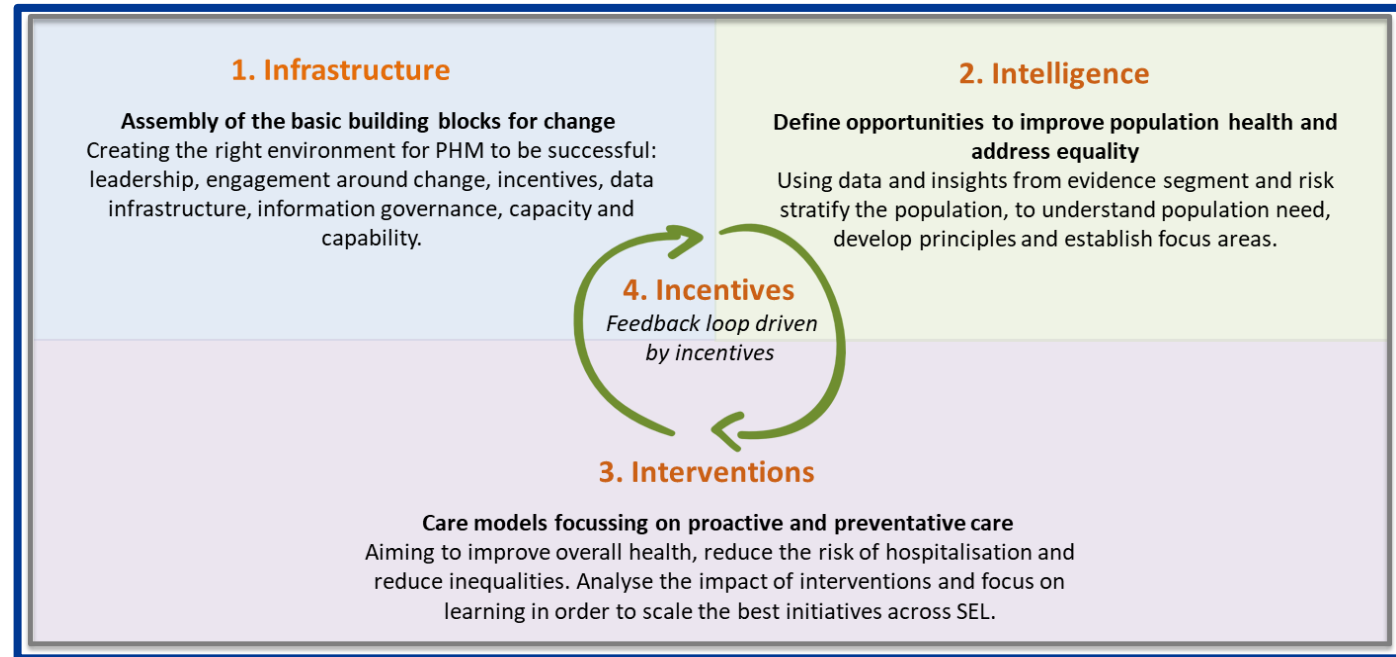 1. Infrastructure
Assembly of the basic building blocks for change
Creating the right environment for PHM to be successful:
leadership, engagement around change, incentives, data
infrastructure, information governance, capacity and
capability.
2. Intelligence
Define opportunities to improve population health and
address equality
Using data and insights from evidence segment and risk
stratify the population, to understand population need,
develop principles and establish focus areas.
4. Incentives
Feedback loop driven
by incentives
3. Interventions
Care models focussing on proactive and preventative care
Aiming to improve overall health, reduce the risk of hospitalisation and
reduce inequalities. Analyse the impact of interventions and focus on
learning in order to scale the best initiatives across SEL.